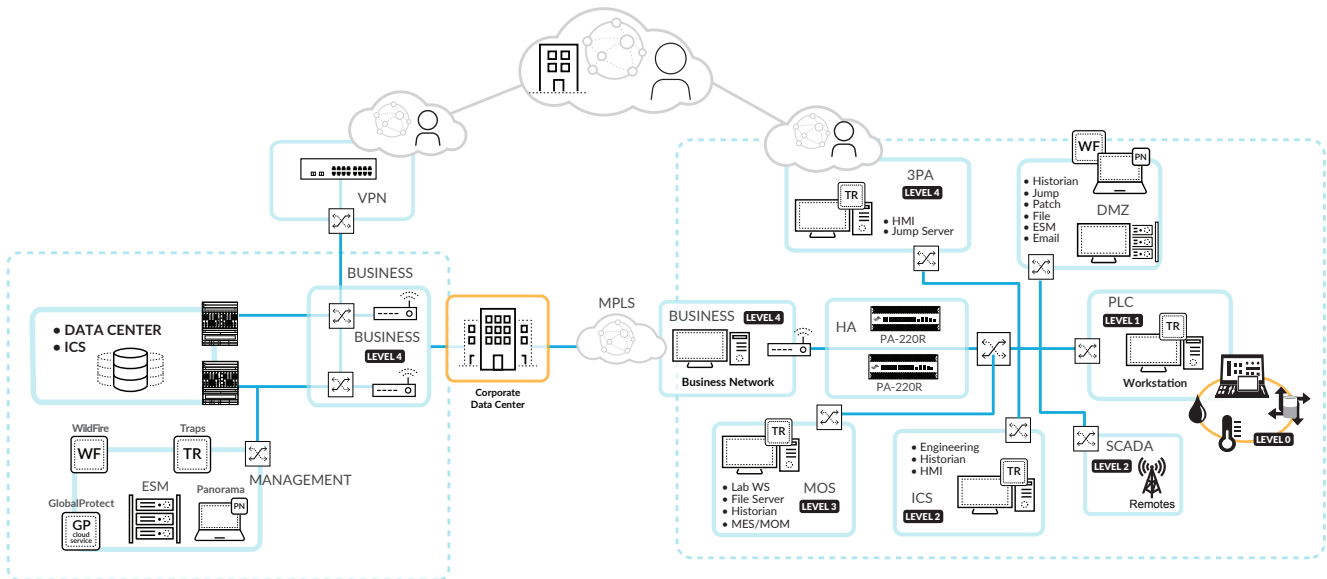 VPN
BUSINESS
• DATA CENTER
• ICS
BUSINESS
LEVEL 4
Corporate
Data Center
WildFire
WF
Traps
TR
MANAGEMENT
GlobalProtect
GP
cloud
service
ESM
Panorama
PN
MPLS
3PA
LEVEL 4
TR
• HMI
• Jump Server
WF
PN
• Historian
• Jump
• Patch
• File
• ESM
• Email
DMZ
BUSINESS
LEVEL 4
Business Network
HA
PA-220R
PA-220R
PLC
LEVEL 1
TR
Workstation
LEVEL 0
TR
• Lab WS
• File Server
• Historian
• MES/MOM
MOS
LEVEL 3
• Engineering
• Historian
• HMI
TR
ICS
LEVEL 2
SCADA
LEVEL 2
Remotes